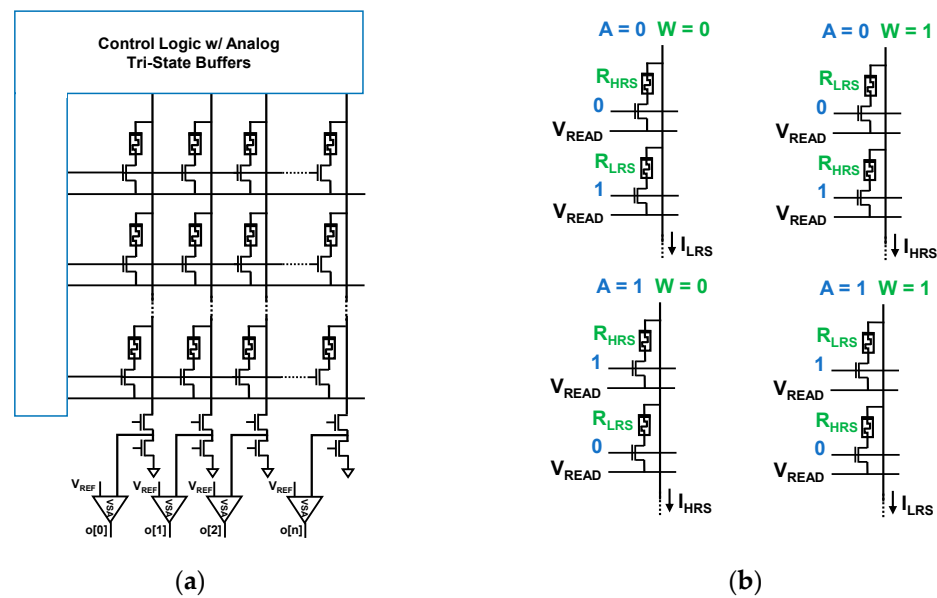 Control Logic w/ Analog
Tri-State Buffers
V_REF V_REF V_REF V_REF
VSA VSA VSA VSA
o[0] o[1] o[2] o[n]
(a)
A = 0 W = 0
R_HRS
0
V_READ
R_LRS
1
V_READ
I_LRS
A = 0 W = 1
R_LRS
0
V_READ
R_HRS
1
V_READ
I_HRS
A = 1 W = 0
R_HRS
1
V_READ
R_LRS
0
V_READ
I_HRS
A = 1 W = 1
R_LRS
1
V_READ
R_HRS
0
V_READ
I_LRS
(b)